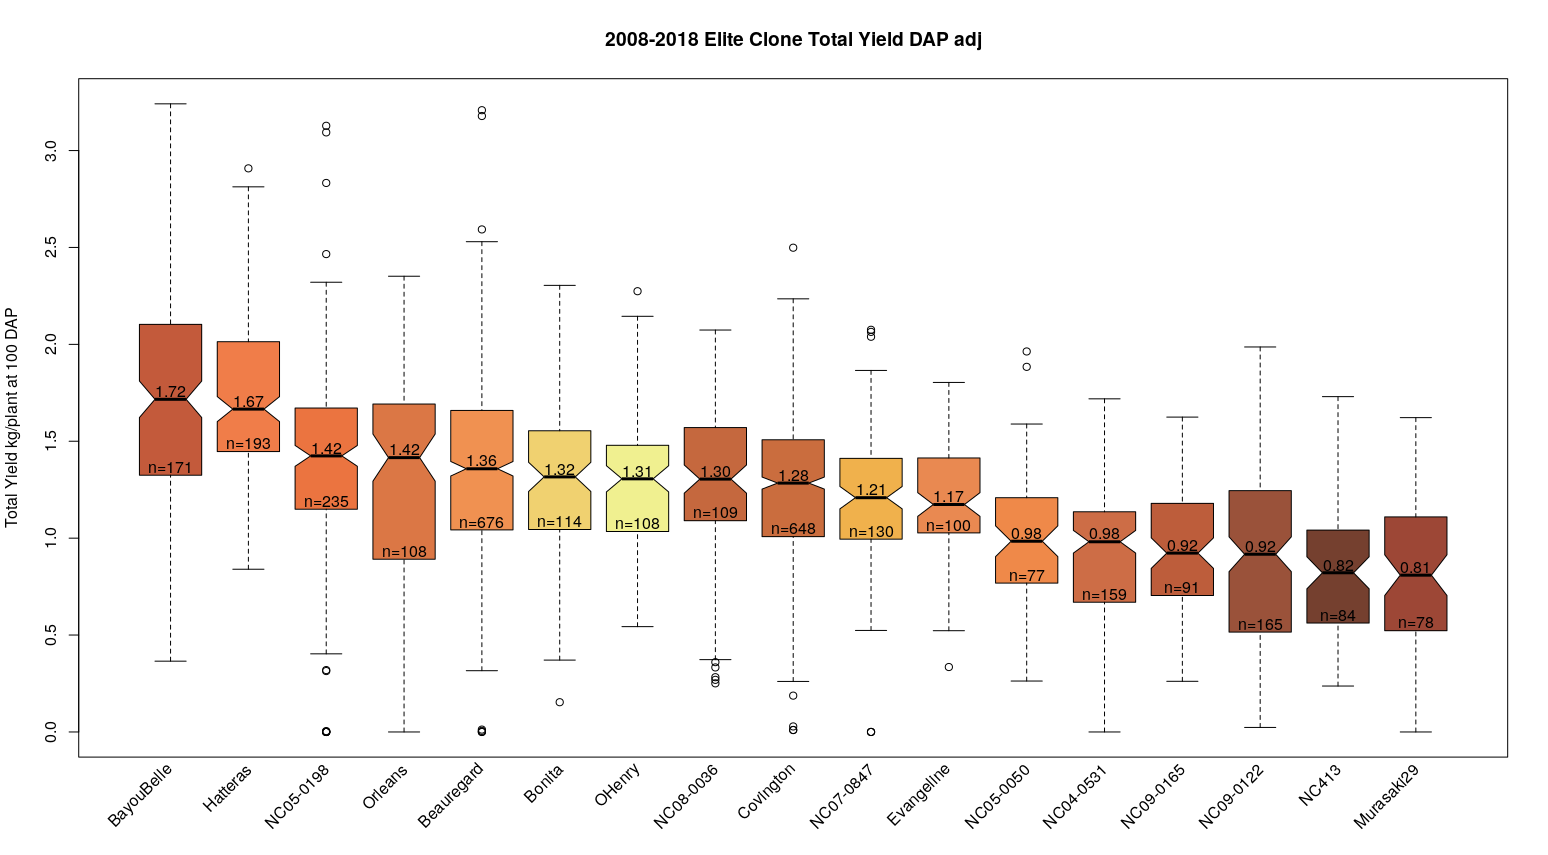 2008-2018 Elite Clone Total Yield DAP adj
Total Yield kg/plant at 100 DAP
3.0
2.5
2.0
1.5
1.0
0.5
0.0
1.72
n=171
1.67
n=193
1.42
n=235
1.42
n=108
1.36
n=676
1.32
n=114
1.31
n=108
1.30
n=109
1.28
n=648
1.21
n=130
1.17
n=100
0.98
n=77
0.98
n=159
0.92
n=91
0.92
n=165
0.82
n=84
0.81
n=78
BayouBelle
Hatteras
NC05-0198
Orleans
Beauregard
Bonita
OHenry
NC08-0036
Covington
NC07-0847
Evangeline
NC05-0050
NC04-0531
NC09-0165
NC09-0122
NC413
Murasaki29